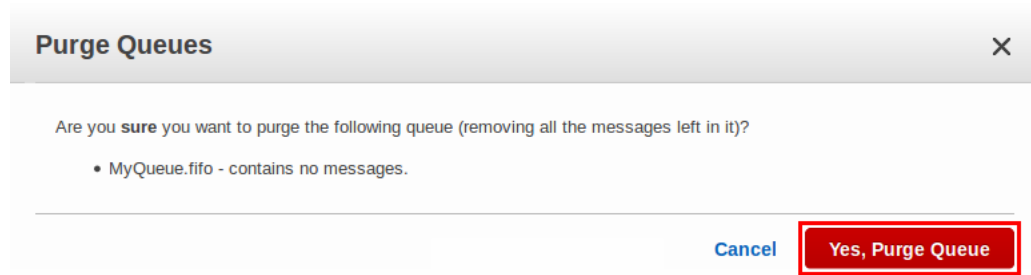 Purge Queues
Are you sure you want to purge the following queue (removing all the messages left in it)?
• MyQueue.fifo - contains no messages.
Cancel
Yes, Purge Queue